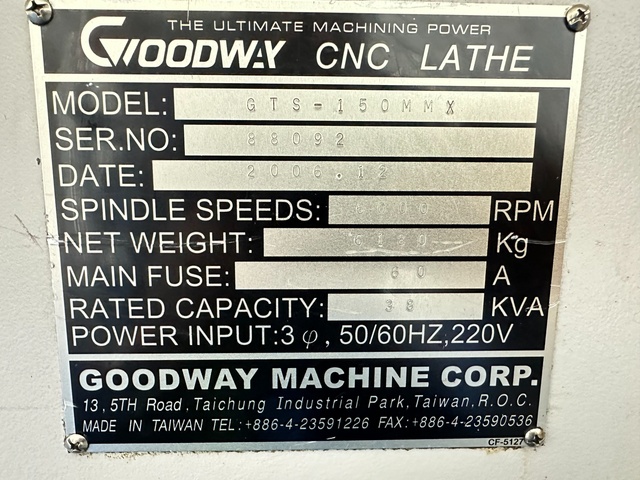 THE ULTIMATE MACHINING POWER
GOODWAY CNC LATHE
MODEL: GTS-150MMX
SER.NO: 88092
DATE: 2006.12
SPINDLE SPEEDS: RPM
NET WEIGHT: Kg
MAIN FUSE: 60 A
RATED CAPACITY: 38 KVA
POWER INPUT:3 φ, 50/60HZ,220V
GOODWAY MACHINE CORP.
13, 5TH Road, Taichung Industrial Park, Taiwan, R.O.C.
MADE IN TAIWAN TEL:+886-4-23591226 FAX:+886-4-23590536
CF-5127